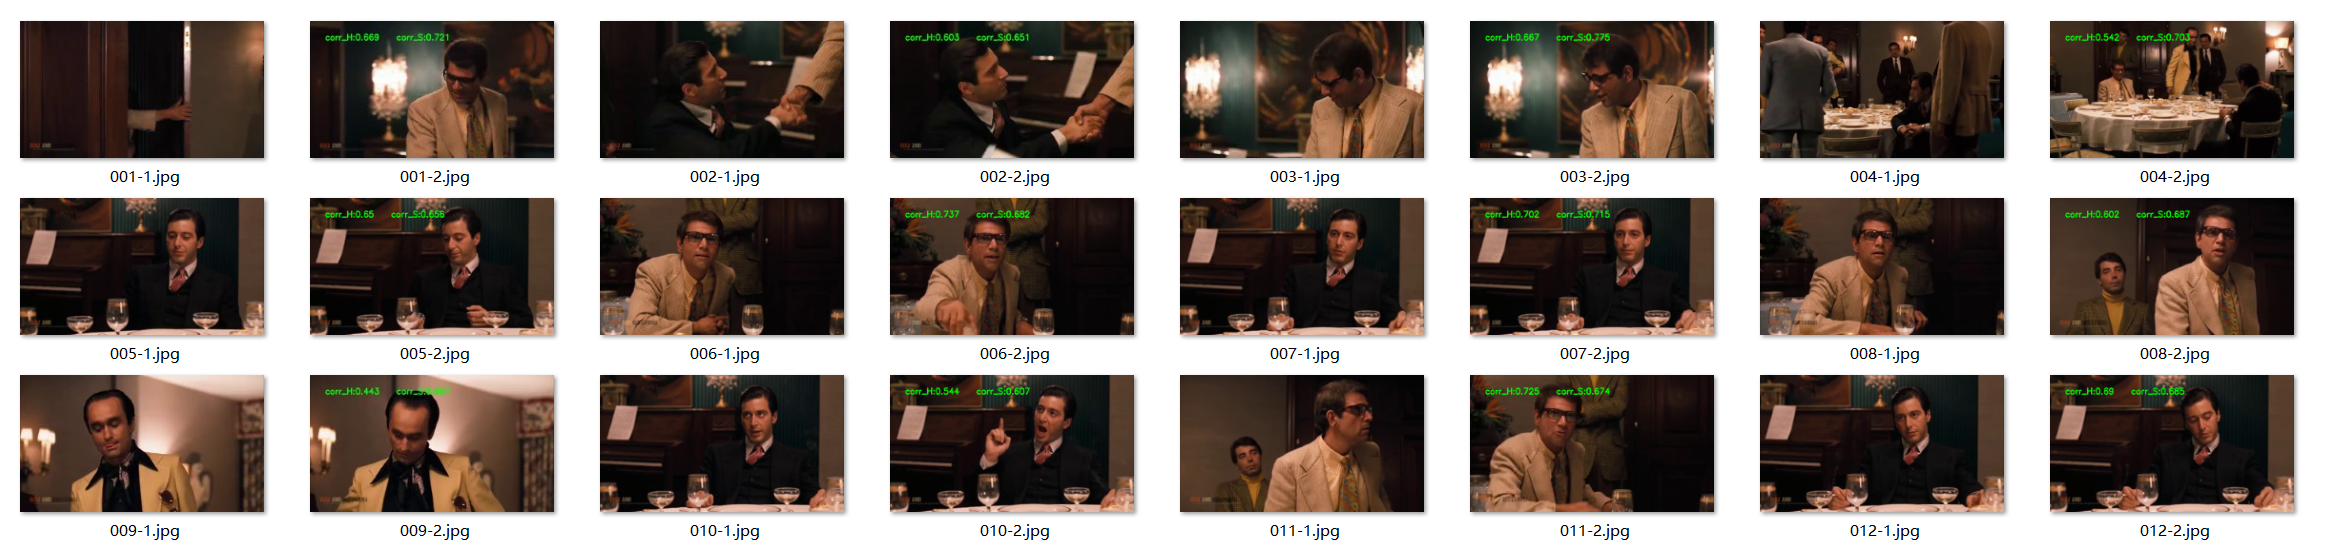 corr_H:0.669 corr_S:0.721
corr_H:0.603 corr_S:0.651
corr_H:0.667 corr_S:0.775
corr_H:0.542 corr_S:0.703
001-1.jpg 001-2.jpg 002-1.jpg 002-2.jpg 003-1.jpg 003-2.jpg 004-1.jpg 004-2.jpg
corr_H:0.65 corr_S:0.656
corr_H:0.737 corr_S:0.682
corr_H:0.702 corr_S:0.715
corr_H:0.602 corr_S:0.687
005-1.jpg 005-2.jpg 006-1.jpg 006-2.jpg 007-1.jpg 007-2.jpg 008-1.jpg 008-2.jpg
corr_H:0.443 corr_S:
corr_H:0.544 corr_S:0.607
corr_H:0.725 corr_S:0.674
corr_H:0.69 corr_S:0.685
009-1.jpg 009-2.jpg 010-1.jpg 010-2.jpg 011-1.jpg 011-2.jpg 012-1.jpg 012-2.jpg